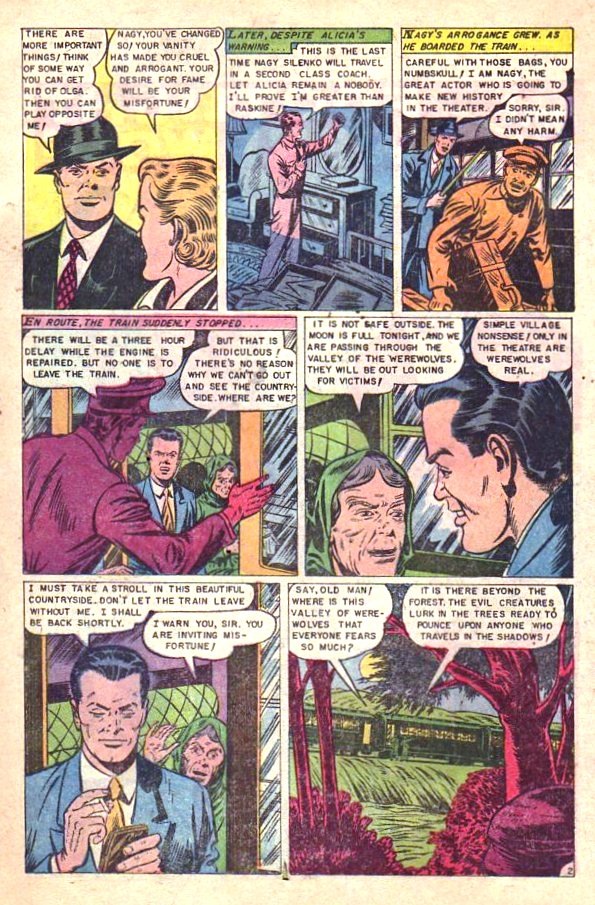 THERE ARE
MORE IMPORTANT
THINGS! THINK
OF SOME WAY
YOU CAN GET
RID OF OLGA.
THEN YOU CAN
PLAY OPPOSITE
ME!
NAGY, YOU'VE CHANGED
SO! YOUR VANITY
HAS MADE YOU CRUEL
AND ARROGANT. YOUR
DESIRE FOR FAME
WILL BE YOUR
MISFORTUNE!
LATER, DESPITE ALICIA'S
WARNING...
THIS IS THE LAST
TIME NAGY SILENKO WILL TRAVEL
IN A SECOND CLASS COACH.
LET ALICIA REMAIN A NOBODY.
I'LL PROVE I'M GREATER THAN
RASKINE!
NAGY'S ARROGANCE GREW. AS
HE BOARDED THE TRAIN...
CAREFUL WITH THOSE BAGS, YOU
NUMBSKULL! I AM NAGY, THE
GREAT ACTOR WHO IS GOING TO
MAKE NEW HISTORY
IN THE THEATER.
SORRY, SIR.
I DIDN'T MEAN
ANY HARM.
EN ROUTE, THE TRAIN SUDDENLY STOPPED....
THERE WILL BE A THREE HOUR
DELAY WHILE THE ENGINE IS
REPAIRED. BUT NO-ONE IS TO
LEAVE THE TRAIN.
BUT THAT IS
RIDICULOUS!
THERE'S NO REASON
WHY WE CAN'T GO OUT
AND SEE THE COUNTRY-
SIDE. WHERE ARE WE?
IT IS NOT SAFE OUTSIDE. THE
MOON IS FULL TONIGHT, AND WE
ARE PASSING THROUGH THE
VALLEY OF THE WEREWOLVES.
THEY WILL BE OUT LOOKING
FOR VICTIMS!
SIMPLE VILLAGE
NONSENSE! ONLY IN
THE THEATRE ARE
WEREWOLVES
REAL.
I MUST TAKE A STROLL IN THIS BEAUTIFUL
COUNTRYSIDE..DON'T LET THE TRAIN LEAVE
WITHOUT ME. I SHALL
BE BACK SHORTLY.
I WARN YOU, SIR. YOU
ARE INVITING MIS-
FORTUNE!
SAY, OLD MAN!
WHERE IS THIS
VALLEY OF WERE-
WOLVES THAT
EVERYONE FEARS
SO MUCH?
IT IS THERE BEYOND THE
FOREST. THE EVIL CREATURES
LURK IN THE TREES READY TO
POUNCE UPON ANYONE WHO
TRAVELS IN THE SHADOWS!
2